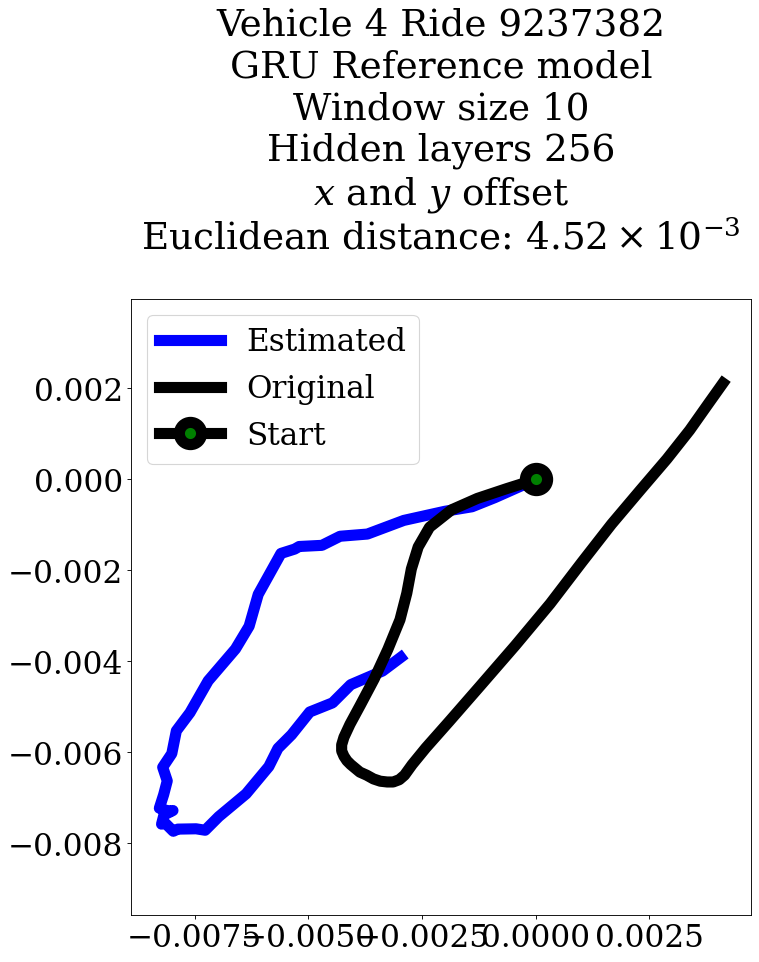 Vehicle 4 Ride 9237382
GRU Reference model
Window size 10
Hidden layers 256
x and y offset
Euclidean distance: 4.52 × 10⁻³
Estimated
Original
Start
0.002
0.000
−0.002
−0.004
−0.006
−0.008
−0.0075 −0.0050 −0.0025 0.0000 0.0025